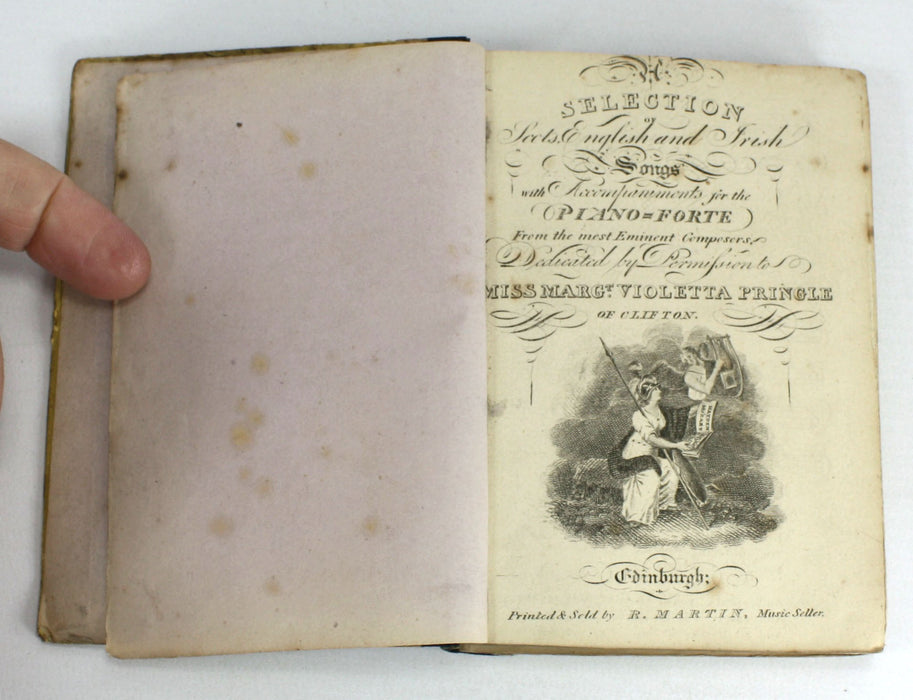 A
SELECTION
OF
Scots, English and Irish
Songs
with Accompaniments for the
PIANO=FORTE
From the most Eminent Composers,
Dedicated by Permifsion to
MISS MARGT. VIOLETTA PRINGLE
OF CLIFTON.
Edinburgh:
Printed & Sold by R. MARTIN, Music Seller.